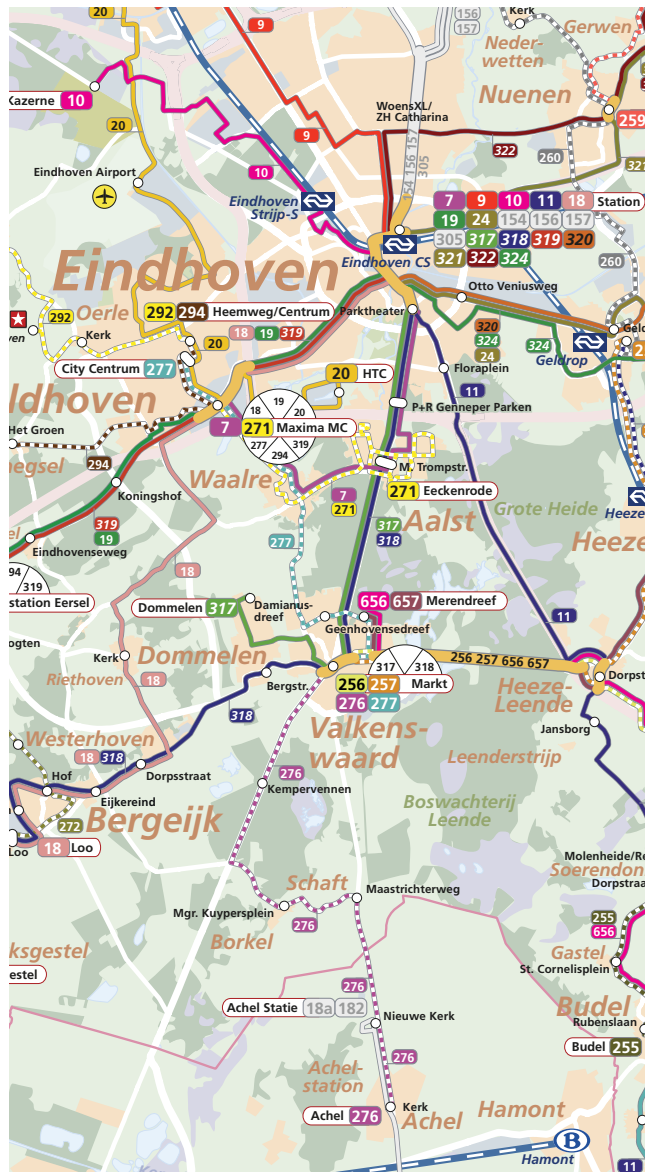 20
9
156
157
Kerk
Neder-
wetten
Gerwen
Nuenen
Kazerne 10
WoensXL/
ZH Catharina
259
20
9
322
260
321
10
154 156 157
305
Eindhoven Airport
Eindhoven
Strijp-S
7 9 10 11 18 Station
19 24 154 156 157
305 317 318 319 320
321 322 324
Eindhoven CS
Eindhoven
260
Otto Veniusweg
292
Oerle
Kerk
292 294 Heemweg/Centrum
Parktheater
18 19 319
320
324
24
324
Geldrop
20
City Centrum 277
20 HTC
Floraplein
11
ldhoven
19
18 20
7 271 Maxima MC
277 319
294
P+R Genneper Parken
Het Groen
294
M. Trompstr.
Waalre
271 Eeckenrode
Koningshof
7
271
Grote Heide
Aalst
319
19
317
318
Heeze
Eindhovenseweg
277
18
94
319
station Eersel
Dommelen 317
Damianus-
dreef
656 657 Merendreef
11
Geenhovensedreef
Kerk
Dommelen
317 318
256 257 656 657
Riethoven
18
Bergstr.
256 257 Markt
276 277
Heeze-
Leende
318
Valkens-
waard
Jansborg
Westerhoven
18 318
Leenderstrijp
Hof
Dorpsstraat
276
Kempervennen
Eijkereind
272
Bergeijk
Boswachterij
Leende
Loo
18 Loo
Schaft
Maastrichterweg
Mgr. Kuypersplein
276
Borkel
255
656
Gastel
St. Cornelisplein
276
Achel Statie 18a 182
Nieuwe Kerk
Budel
Rubenslaan
276
Budel 255
Achel-
station
Achel 276
Kerk
Achel
Hamont
B
Hamont
11